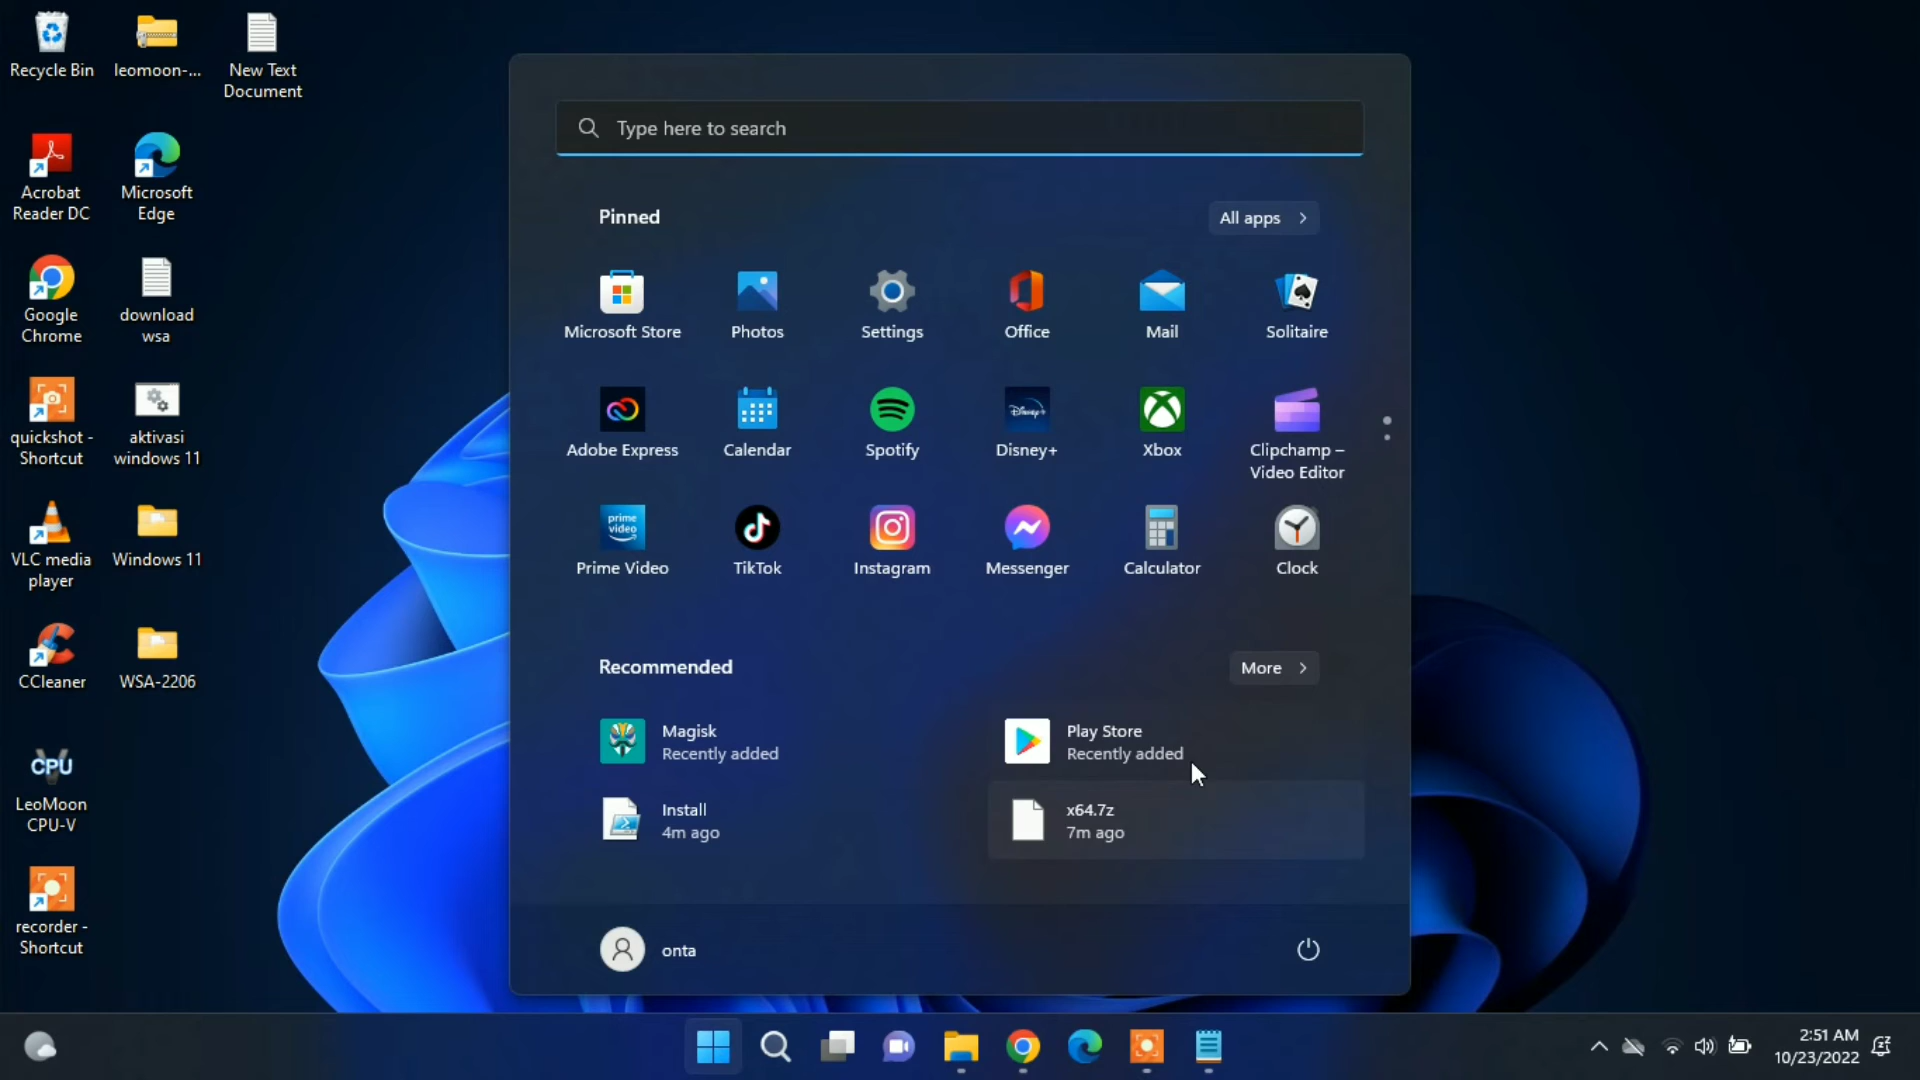 Recycle Bin
leomoon-...
New Text
Document
Acrobat
Reader DC
Microsoft
Edge
Google
Chrome
download
wsa
quickshot -
Shortcut
aktivasi
windows 11
VLC media
player
Windows 11
CCleaner
WSA-2206
CPU
LeoMoon
CPU-V
recorder -
Shortcut
Type here to search
Pinned
All apps
Microsoft Store
Photos
Settings
Office
Mail
Solitaire
Adobe Express
Calendar
Spotify
Disney+
Disney+
Xbox
Clipchamp –
Video Editor
prime
video
Prime Video
TikTok
Instagram
Messenger
Calculator
Clock
Recommended
More
Magisk
Recently added
Play Store
Recently added
Install
4m ago
x64.7z
7m ago
onta
2:51 AM
10/23/2022